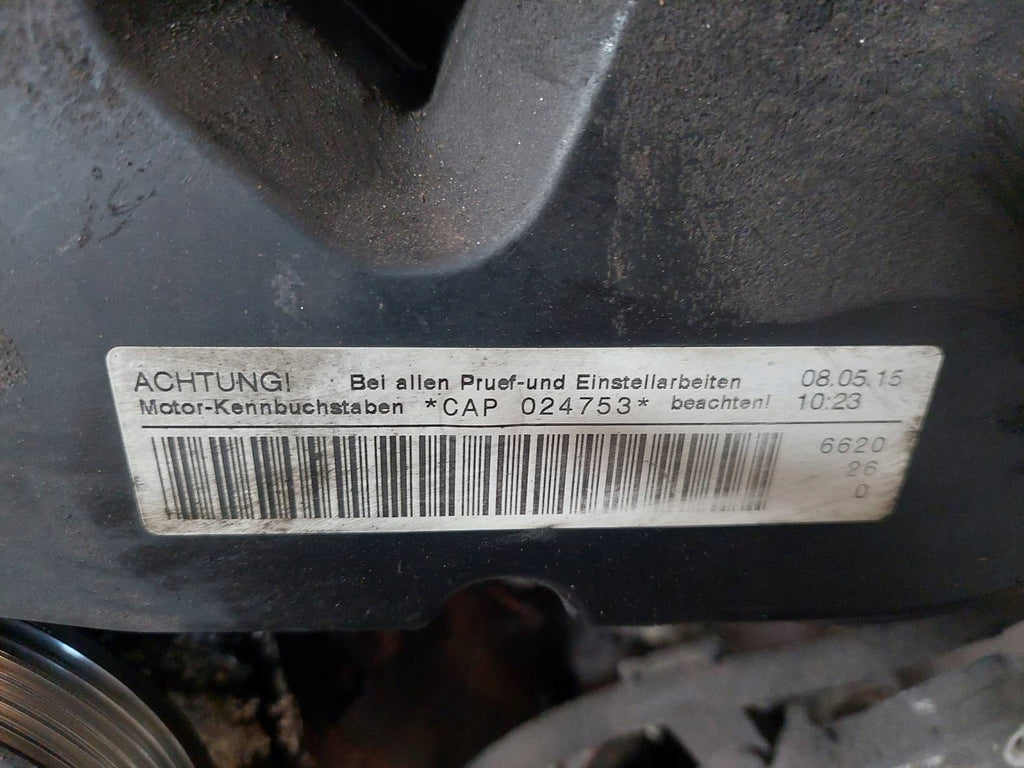 ACHTUNG! Bei allen Pruef-und Einstellarbeiten 08.05.15
Motor-Kennbuchstaben *CAP 024753* beachten! 10:23
6620
26
0